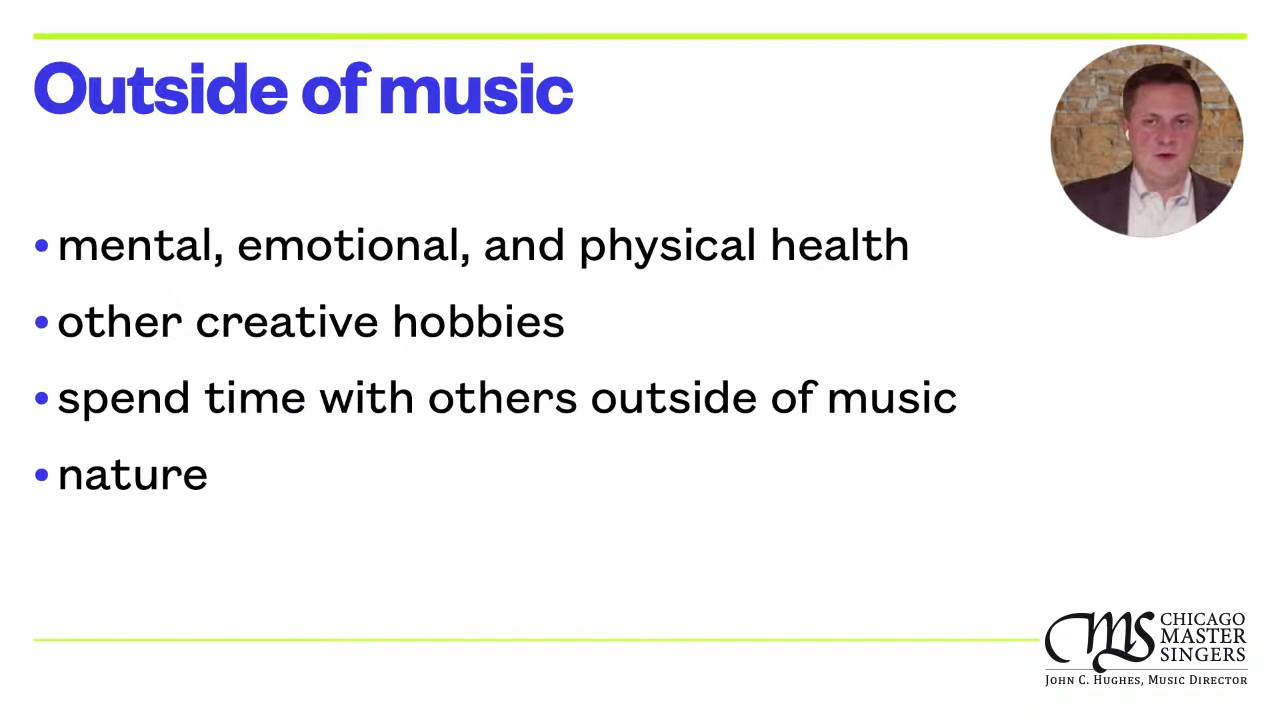 Outside of music
• mental, emotional, and physical health
• other creative hobbies
• spend time with others outside of music
• nature
CMS
CHICAGO
MASTER
SINGERS
JOHN C. HUGHES, MUSIC DIRECTOR